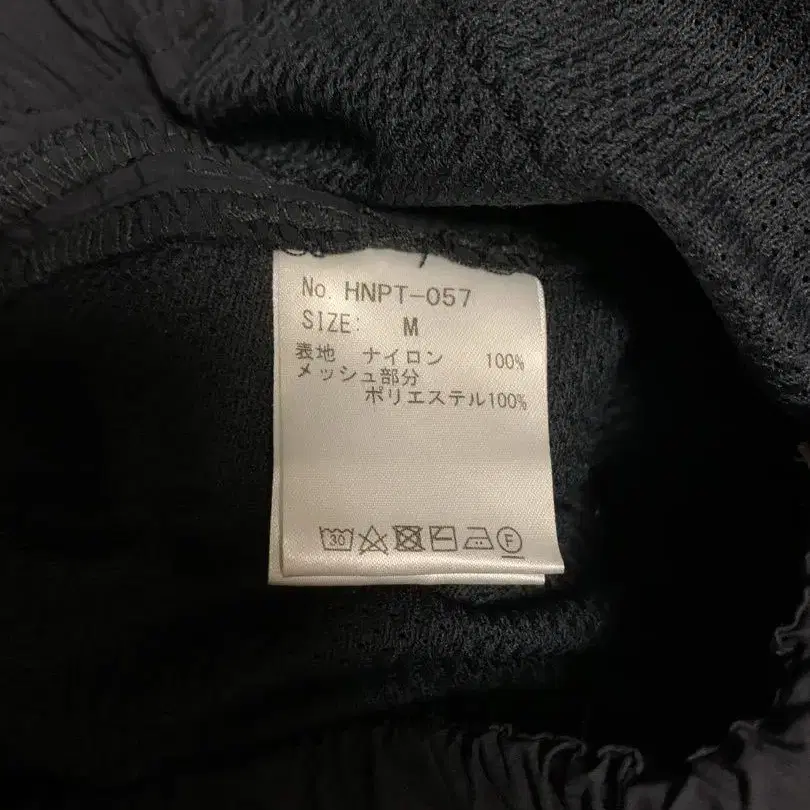 No. HNPT-057
SIZE: M
表地 ナイロン 100%
メッシュ部分
ポリエステル100%
30 F